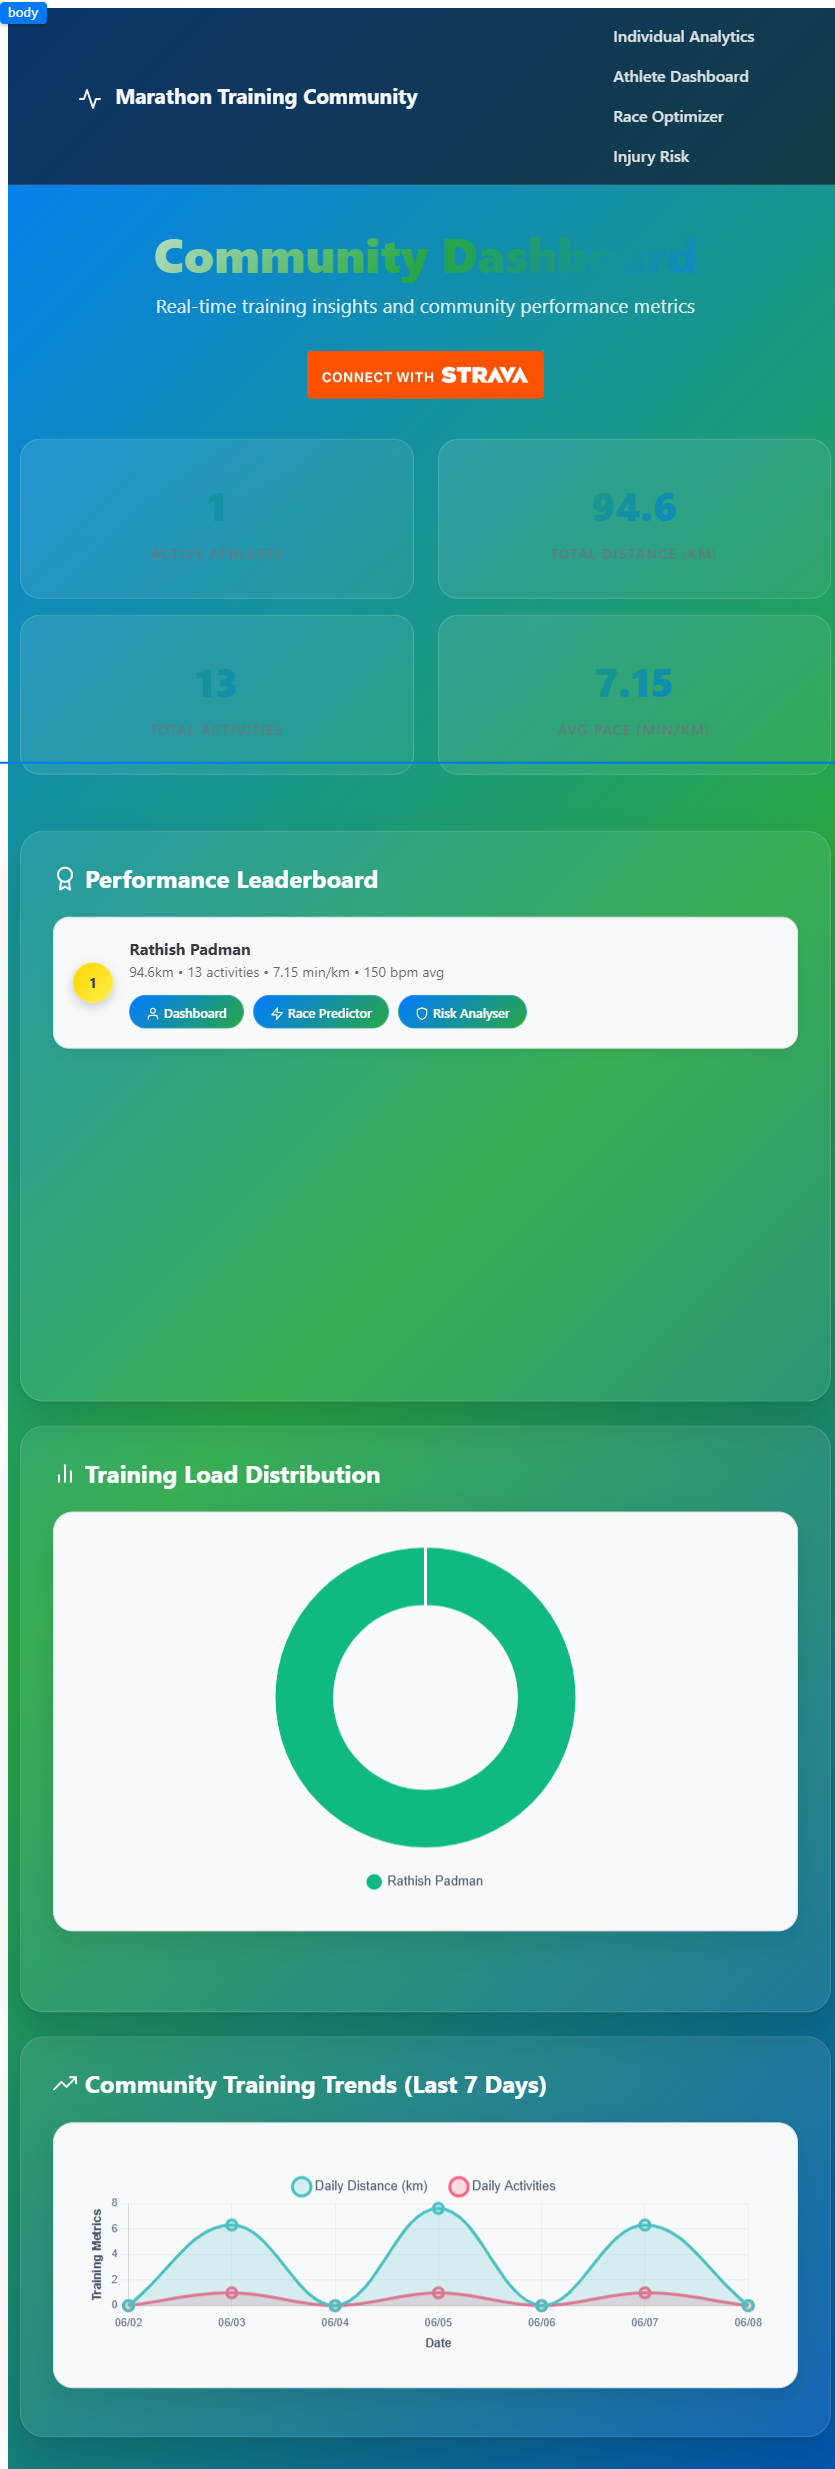 body
Individual Analytics
Athlete Dashboard
Race Optimizer
Injury Risk
Marathon Training Community
Community Dashboard
Real-time training insights and community performance metrics
CONNECT WITH STRAVA
1
ACTIVE ATHLETES
94.6
TOTAL DISTANCE (KM)
13
TOTAL ACTIVITIES
7.15
AVG PACE (MIN/KM)
Performance Leaderboard
1
Rathish Padman
94.6km • 13 activities • 7.15 min/km • 150 bpm avg
Dashboard
Race Predictor
Risk Analyser
Training Load Distribution
Rathish Padman
Community Training Trends (Last 7 Days)
Daily Distance (km)
Daily Activities
Training Metrics
8
6
4
2
0
06/02
06/03
06/04
06/05
06/06
06/07
06/08
Date